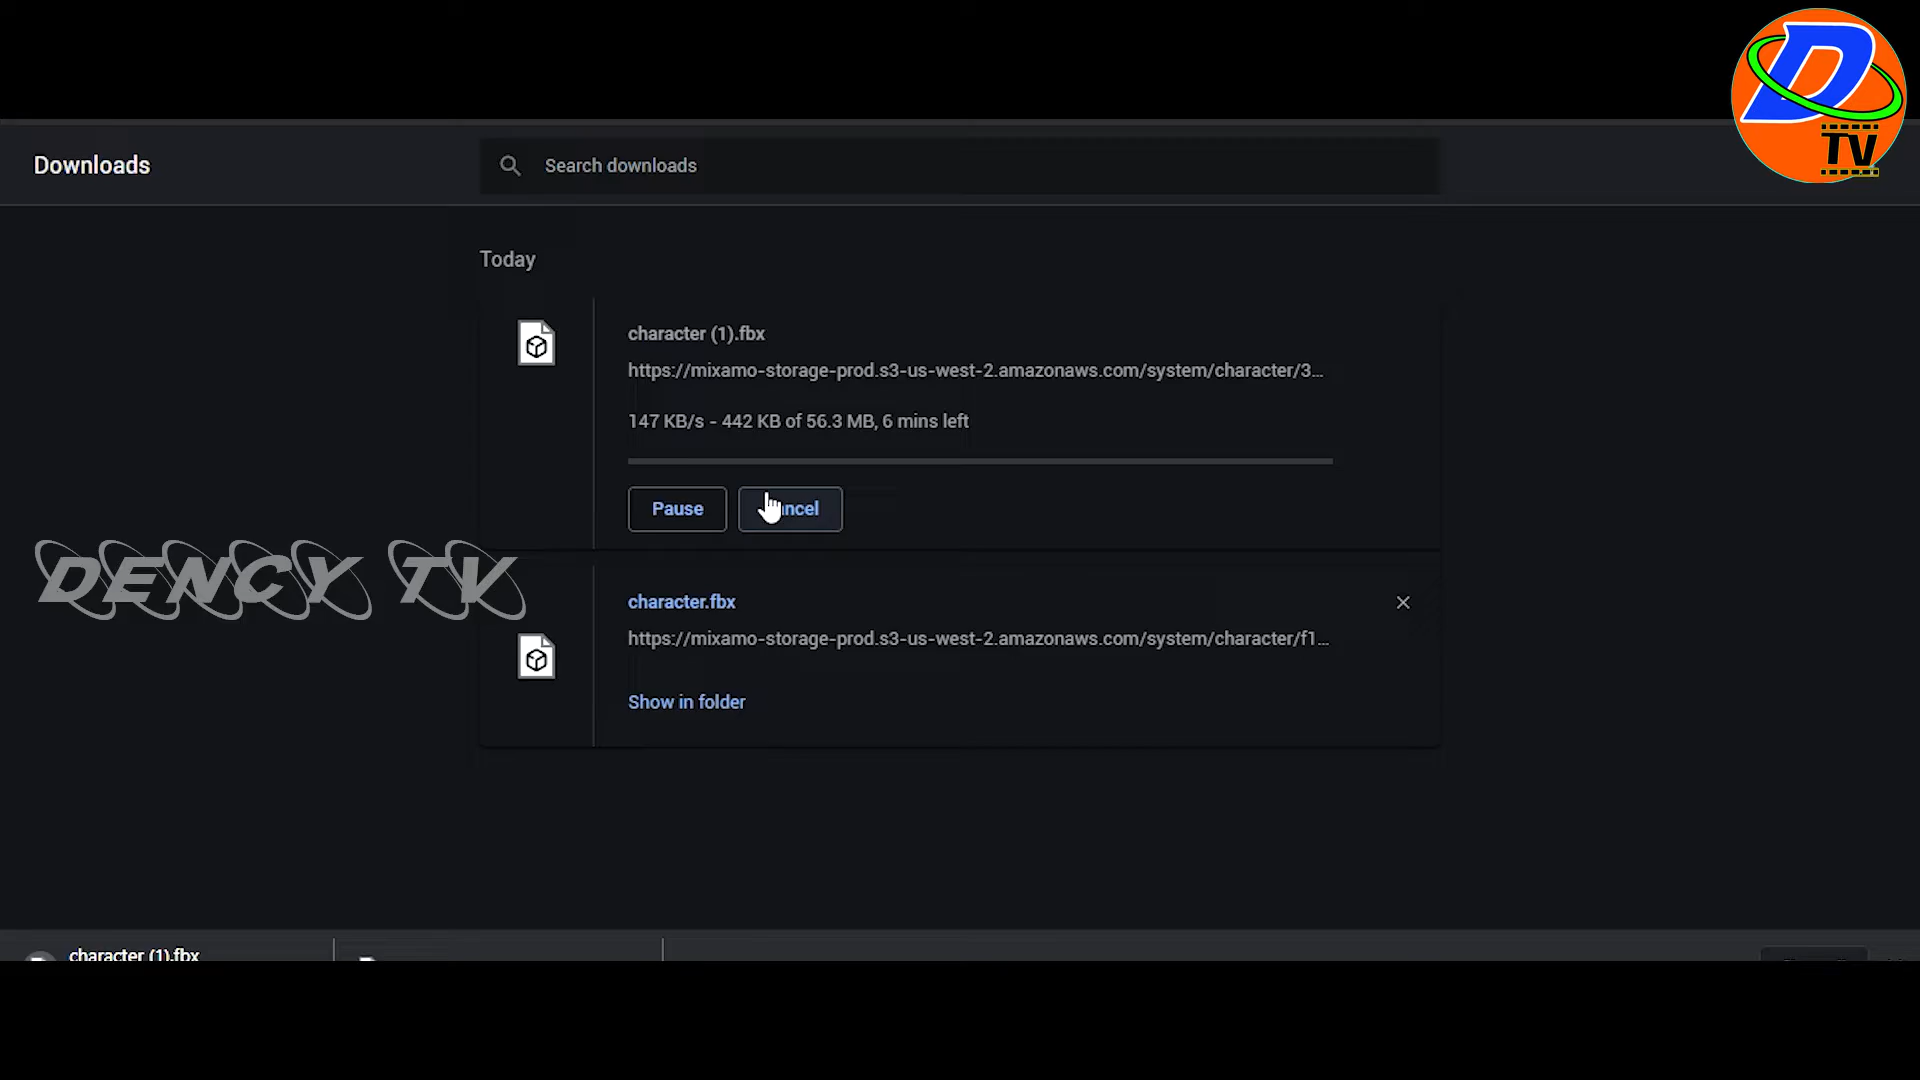 D
TV
Downloads
Search downloads
Today
character (1).fbx
https://mixamo-storage-prod.s3-us-west-2.amazonaws.com/system/character/3...
147 KB/s - 442 KB of 56.3 MB, 6 mins left
Pause
DENCY TV
character.fbx
https://mixamo-storage-prod.s3-us-west-2.amazonaws.com/system/character/f1...
Show in folder
character (1).fbx